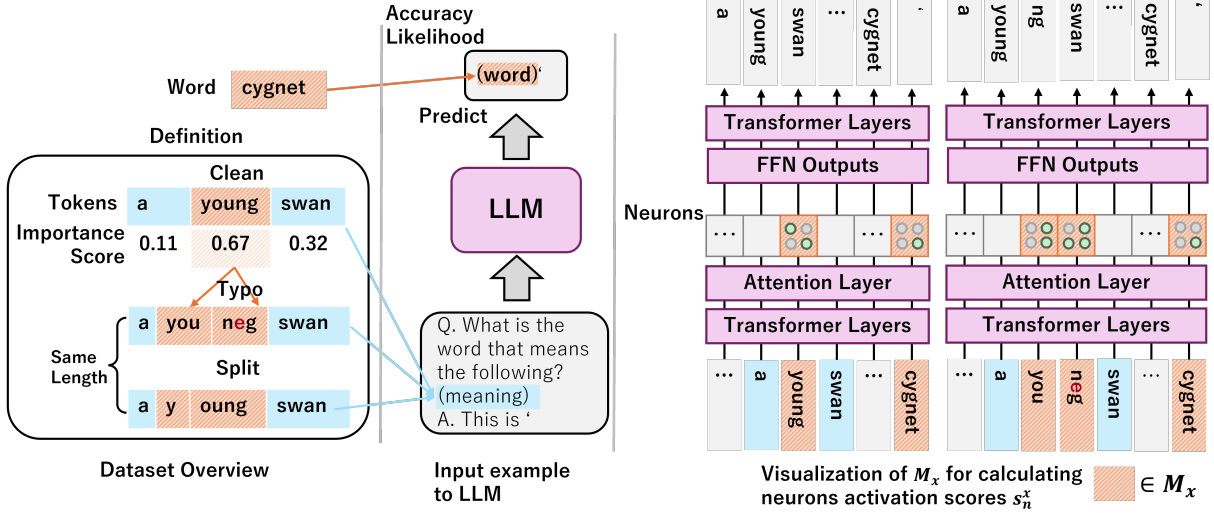 Accuracy
Likelihood
Word
cygnet
(word)‘
Predict
Definition
Clean
Tokens
a young swan
Importance
Score
0.11 0.67 0.32
Typo
a you neg swan
Same
Length
Split
a y oung swan
Dataset Overview
LLM
Q. What is the
word that means
the following?
(meaning)
A. This is ‘
Input example
to LLM
a young swan ... cygnet ‘
Transformer Layers
FFN Outputs
Neurons
... ...
Attention Layer
Transformer Layers
... a young swan ... cygnet
a young ng swan ... cygnet ‘
Transformer Layers
FFN Outputs
... ...
Attention Layer
Transformer Layers
... a you neg swan ... cygnet
Visualization of Mₓ for calculating
neurons activation scores sₙˣ
∈ Mₓ